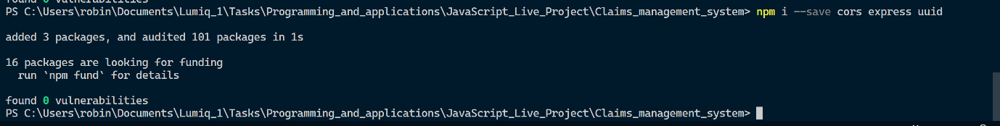 found 0 vulnerabilities
PS C:\Users\robin\Documents\Lumiq_1\Tasks\Programming_and_applications\JavaScript_Live_Project\Claims_management_system> npm i --save cors express uuid
added 3 packages, and audited 101 packages in 1s
16 packages are looking for funding
  run `npm fund` for details
found 0 vulnerabilities
PS C:\Users\robin\Documents\Lumiq_1\Tasks\Programming_and_applications\JavaScript_Live_Project\Claims_management_system>